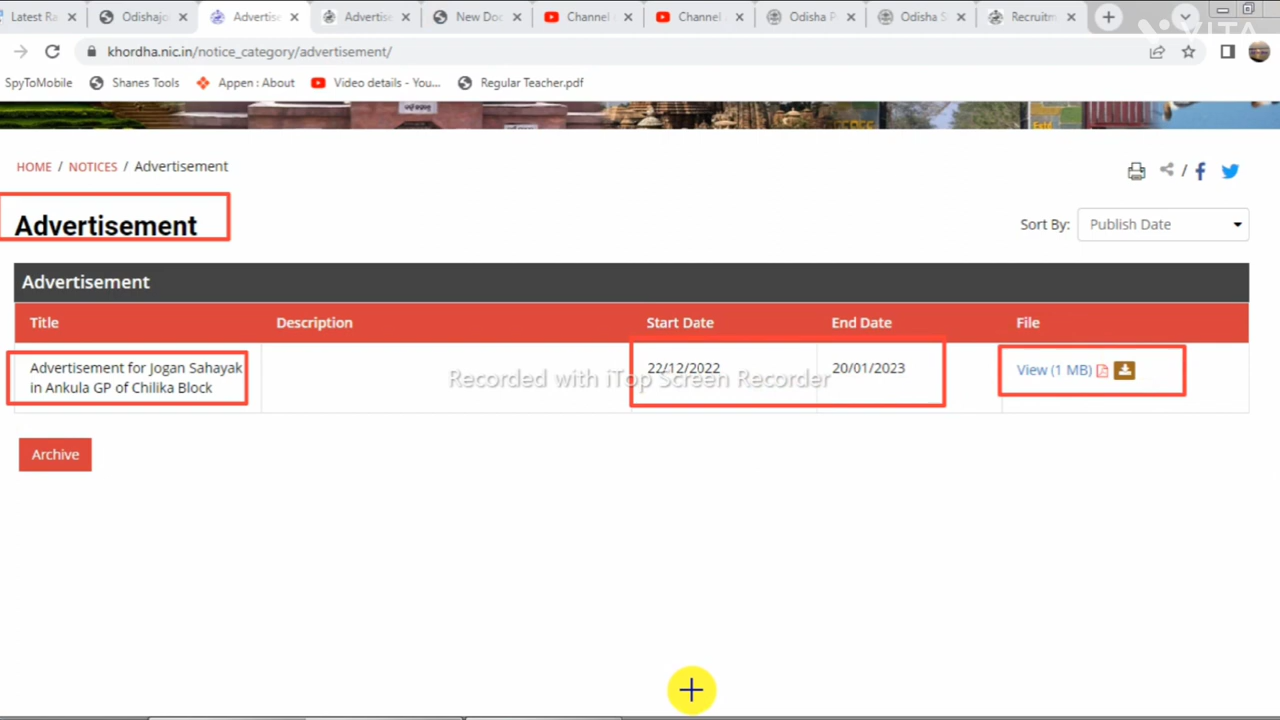 Latest Ra
Odishajo
Advertise
Advertise
New Doc
Channel
Channel
Odisha P
Odisha S
Recruitm
VITA
khordha.nic.in/notice_category/advertisement/
SpyToMobile
Shanes Tools
Appen : About
Video details - You...
Regular Teacher.pdf
HOME / NOTICES / Advertisement
Advertisement
Sort By: Publish Date
Advertisement
Title Description Start Date End Date File
Advertisement for Jogan Sahayak
in Ankula GP of Chilika Block
22/12/2022 20/01/2023 View (1 MB)
Recorded with iTop Screen Recorder
Archive